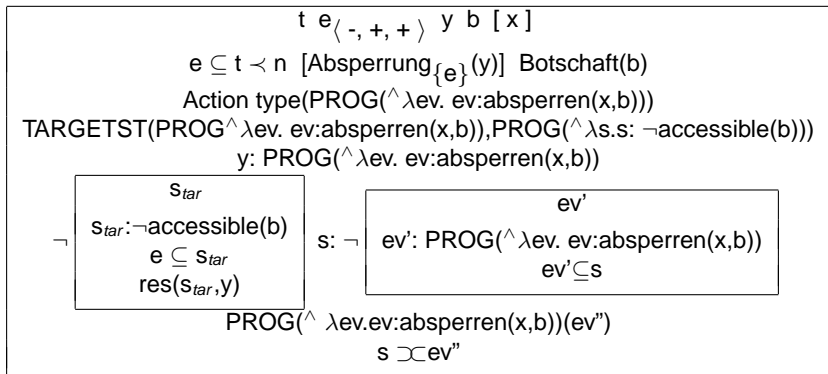 t e⟨ -, +, + ⟩ y b [ x ]
e ⊆ t ≺ n [Absperrung{e}(y)] Botschaft(b)
Action type(PROG(^ λev. ev:absperren(x,b)))
TARGETST(PROG^ λev. ev:absperren(x,b)),PROG(^ λs.s: ¬accessible(b)))
y: PROG(^ λev. ev:absperren(x,b))
¬
s_tar
s_tar:¬accessible(b)
e ⊆ s_tar
res(s_tar,y)
s: ¬
ev'
ev': PROG(^ λev. ev:absperren(x,b))
ev'⊆s
PROG(^ λev.ev:absperren(x,b))(ev")
s ⊃⊂ev"